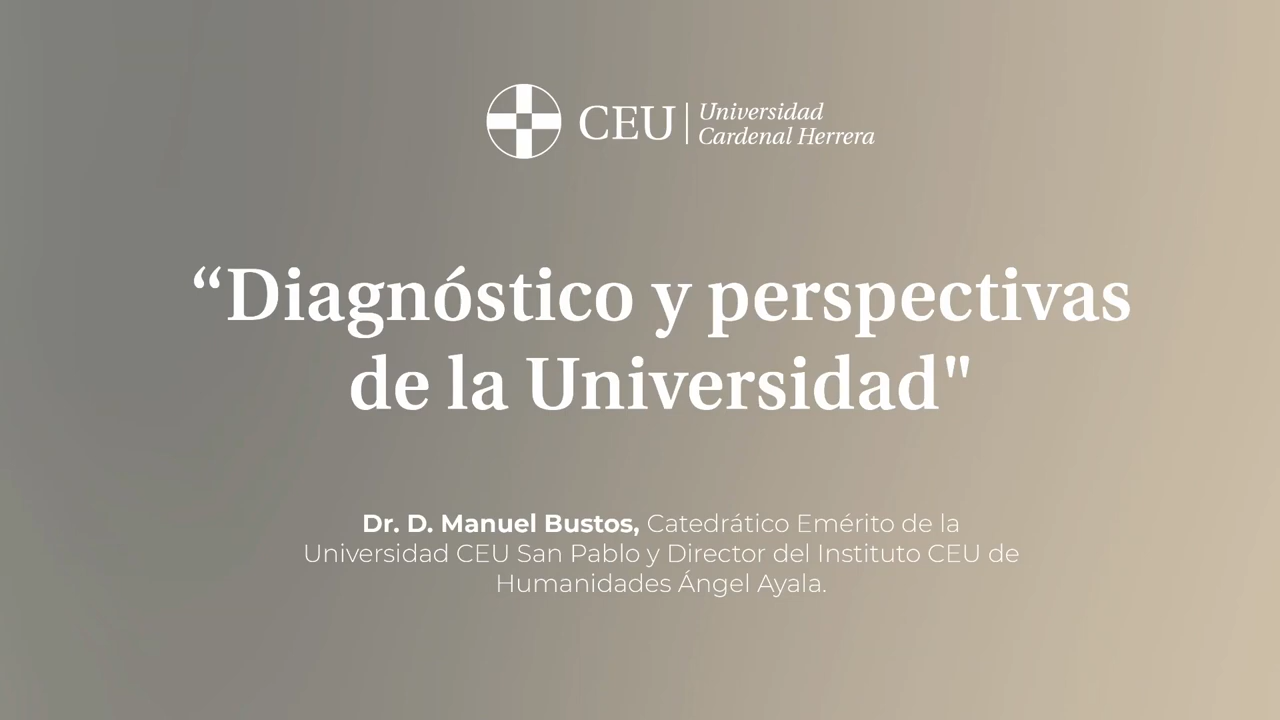 CEU
Universidad
Cardenal Herrera
“Diagnóstico y perspectivas
de la Universidad"
Dr. D. Manuel Bustos, Catedrático Emérito de la
Universidad CEU San Pablo y Director del Instituto CEU de
Humanidades Ángel Ayala.